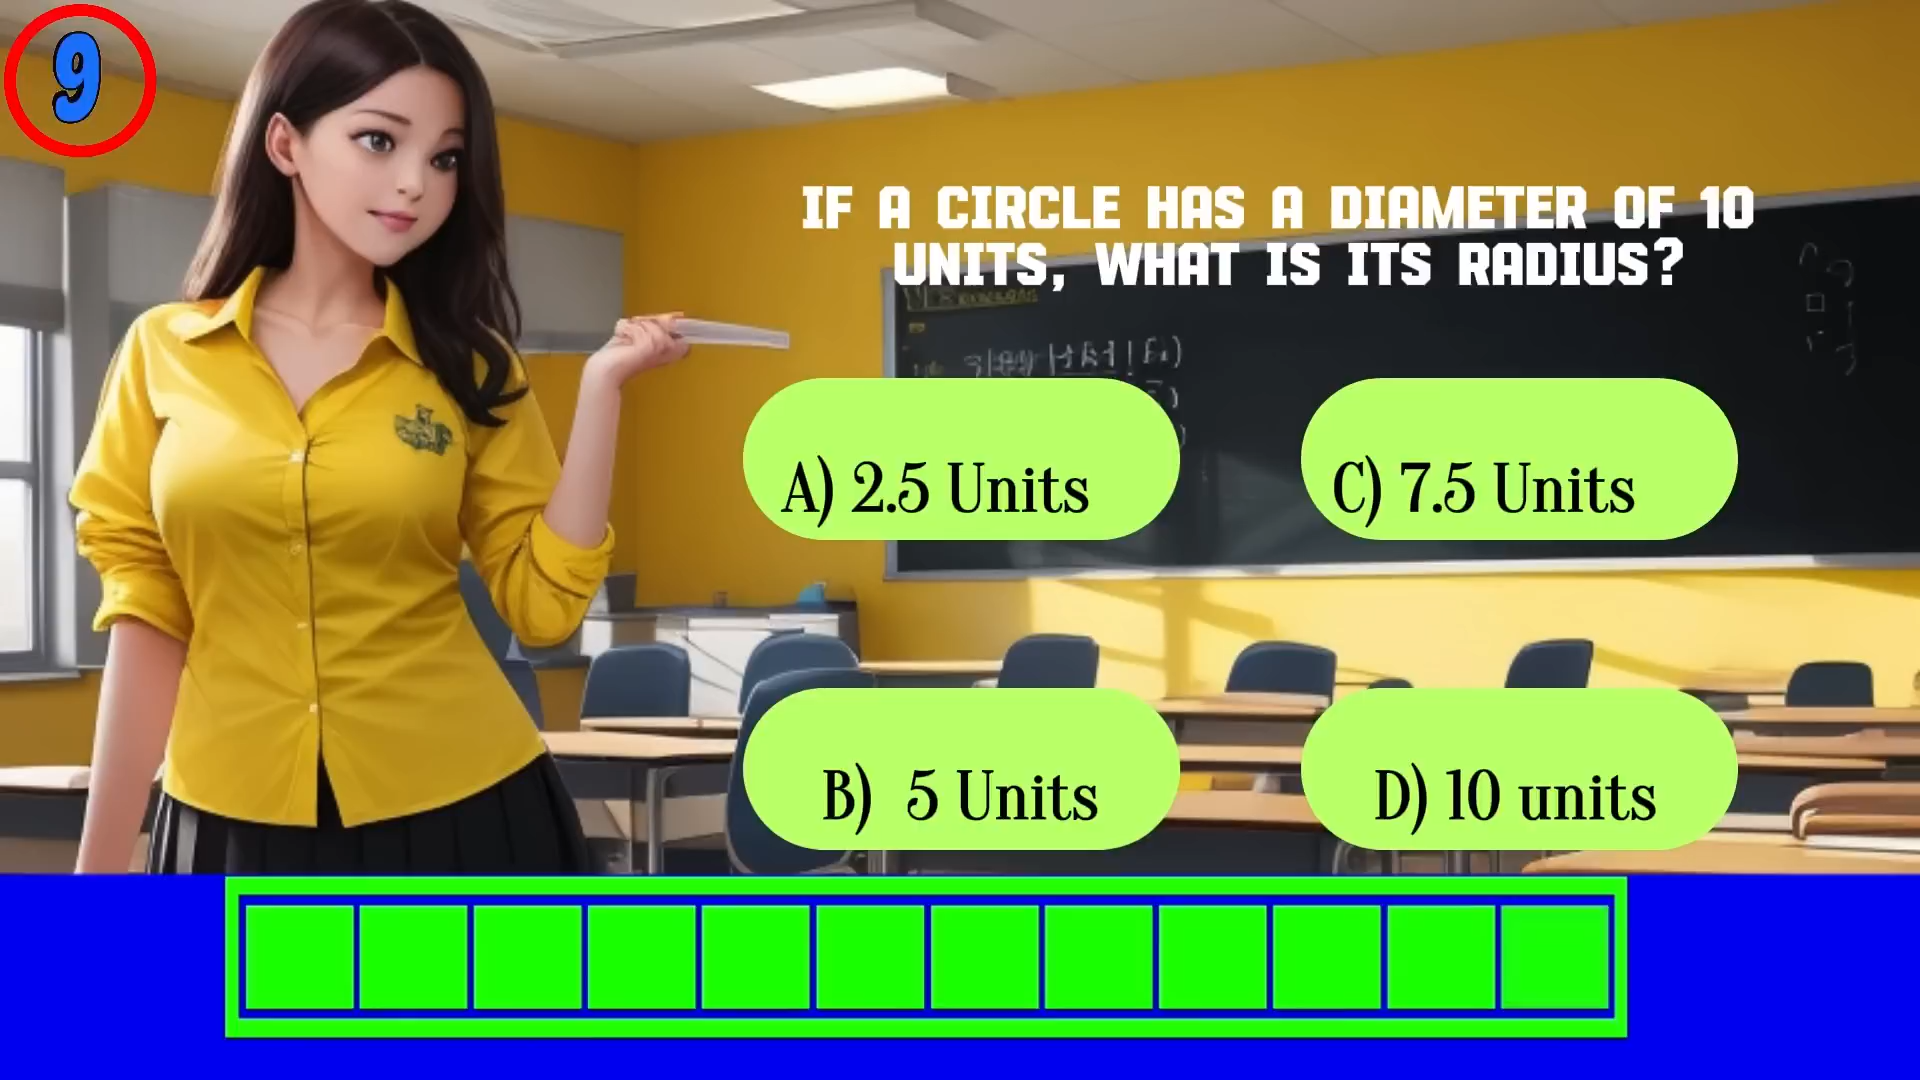 9
IF A CIRCLE HAS A DIAMETER OF 10
UNITS, WHAT IS ITS RADIUS?
A) 2.5 Units
C) 7.5 Units
B) 5 Units
D) 10 units